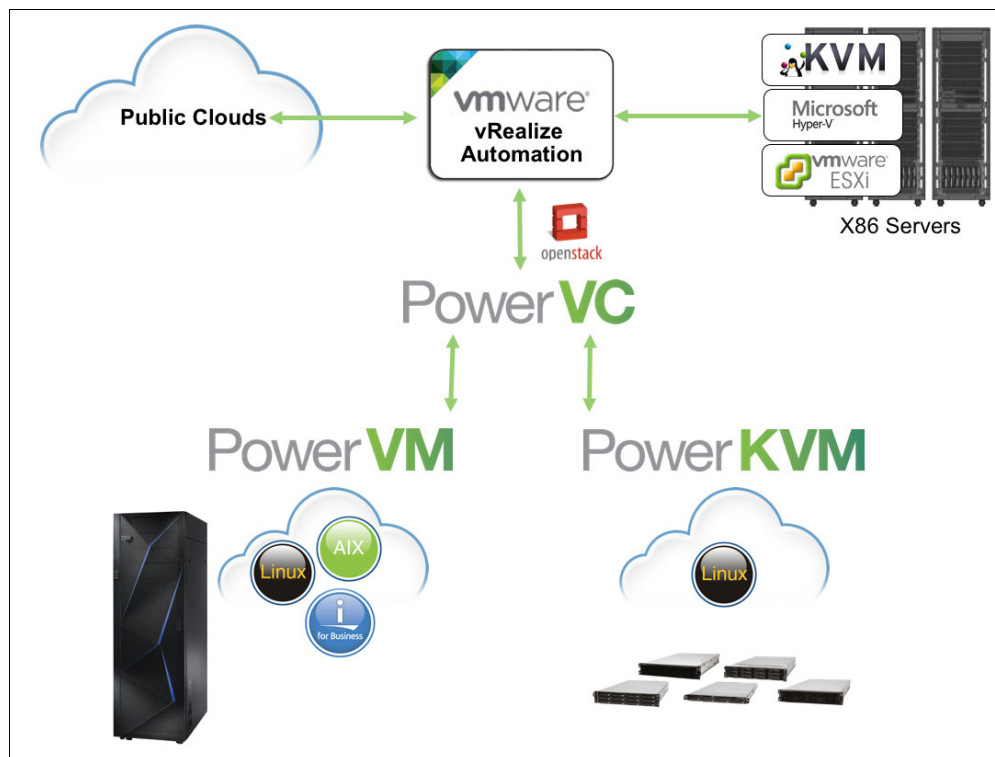 Public Clouds
vmware®
vRealize
Automation
KVM
Microsoft
Hyper-V
vmware®
ESXi
X86 Servers
openstack
PowerVC
PowerVM
PowerKVM
Linux
AIX
i
for Business
Linux